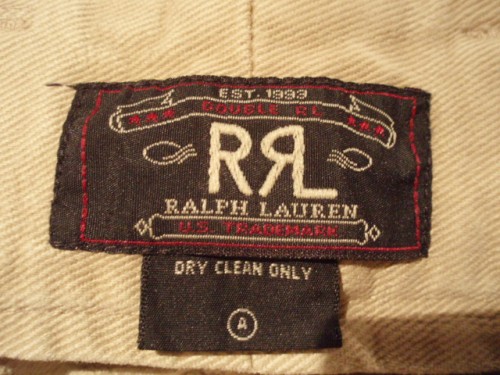 EST. 1993
DOUBLE RL
RRL
RALPH LAUREN
U.S. TRADEMARK
DRY CLEAN ONLY
A